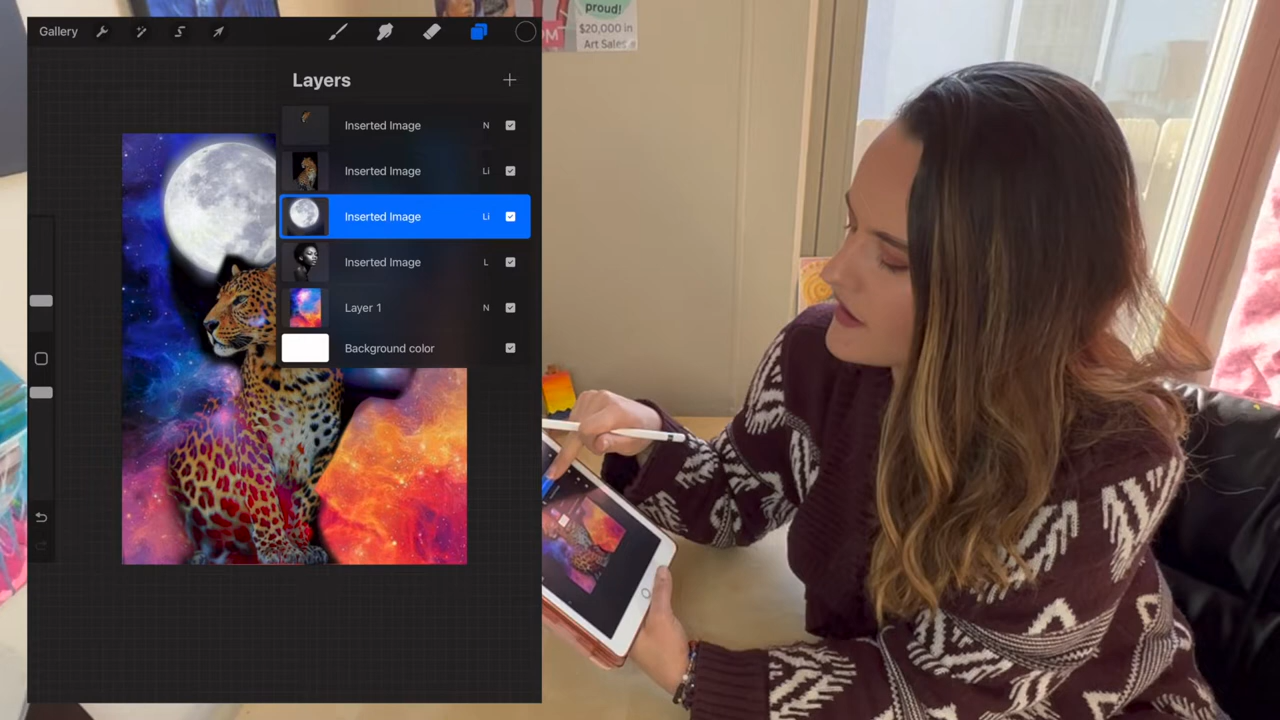 Gallery
Layers
Inserted Image N
Inserted Image Li
Inserted Image Li
Inserted Image L
Layer 1 N
Background color
proud!
$20,000 in
Art Sales